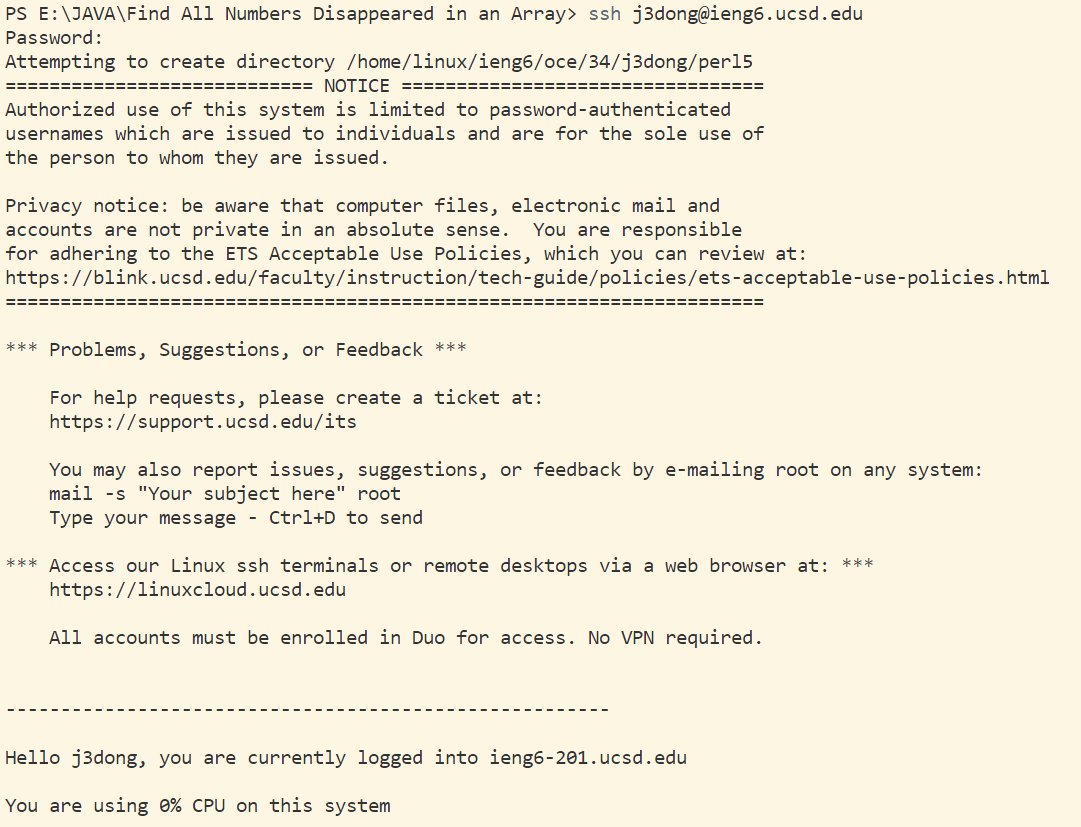 PS E:\JAVA\Find All Numbers Disappeared in an Array> ssh j3dong@ieng6.ucsd.edu
Password:
Attempting to create directory /home/linux/ieng6/oce/34/j3dong/perl5
============================ NOTICE =================================
Authorized use of this system is limited to password-authenticated
usernames which are issued to individuals and are for the sole use of
the person to whom they are issued.

Privacy notice: be aware that computer files, electronic mail and
accounts are not private in an absolute sense.  You are responsible
for adhering to the ETS Acceptable Use Policies, which you can review at:
https://blink.ucsd.edu/faculty/instruction/tech-guide/policies/ets-acceptable-use-policies.html
=====================================================================

*** Problems, Suggestions, or Feedback ***

    For help requests, please create a ticket at:
    https://support.ucsd.edu/its

    You may also report issues, suggestions, or feedback by e-mailing root on any system:
    mail -s "Your subject here" root
    Type your message - Ctrl+D to send

*** Access our Linux ssh terminals or remote desktops via a web browser at: ***
    https://linuxcloud.ucsd.edu

    All accounts must be enrolled in Duo for access. No VPN required.


-------------------------------------------------------

Hello j3dong, you are currently logged into ieng6-201.ucsd.edu

You are using 0% CPU on this system